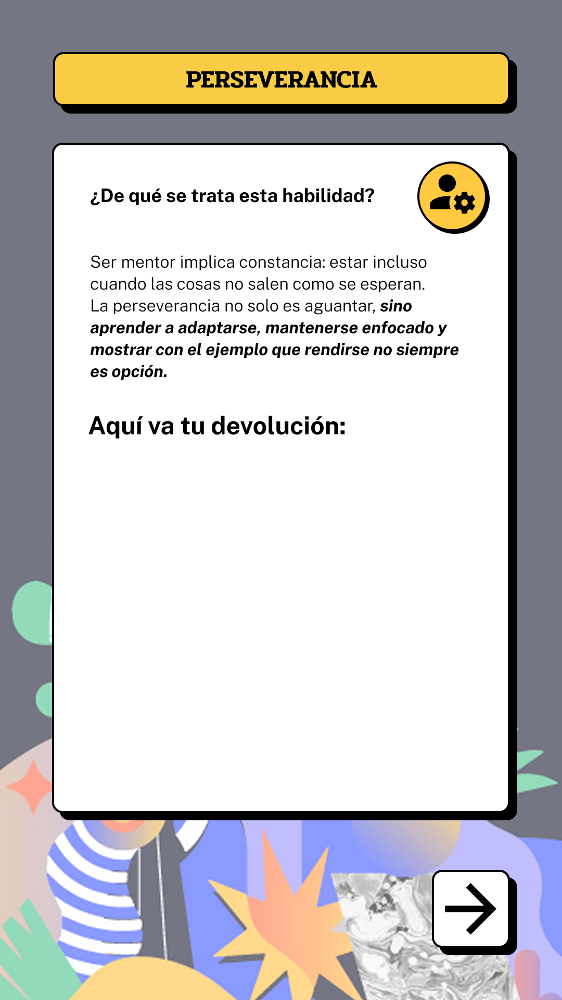 PERSEVERANCIA
¿De qué se trata esta habilidad?
Ser mentor implica constancia: estar incluso
cuando las cosas no salen como se esperan.
La perseverancia no solo es aguantar, sino
aprender a adaptarse, mantenerse enfocado y
mostrar con el ejemplo que rendirse no siempre
es opción.
Aquí va tu devolución: